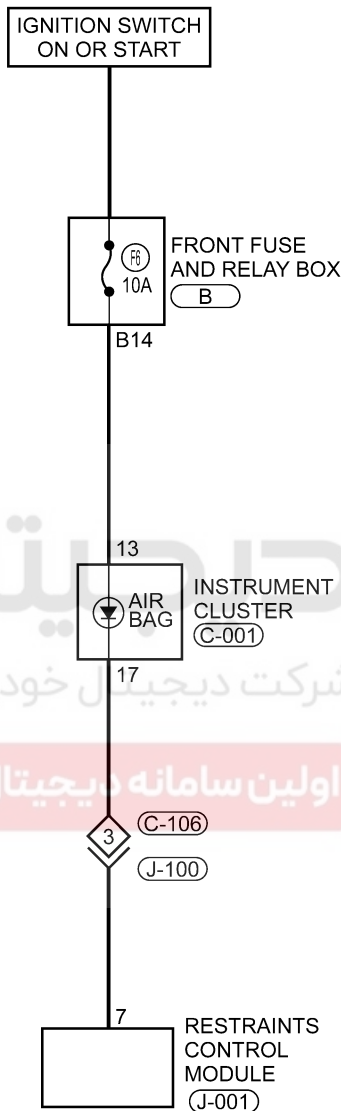 IGNITION SWITCH
ON OR START
F6
10A
FRONT FUSE
AND RELAY BOX
B
B14
13
AIR
BAG
INSTRUMENT
CLUSTER
C-001
17
شرکت دیجیتال خود
اولین سامانه دیجیتال
3
C-106
J-100
7
RESTRAINTS
CONTROL
MODULE
J-001